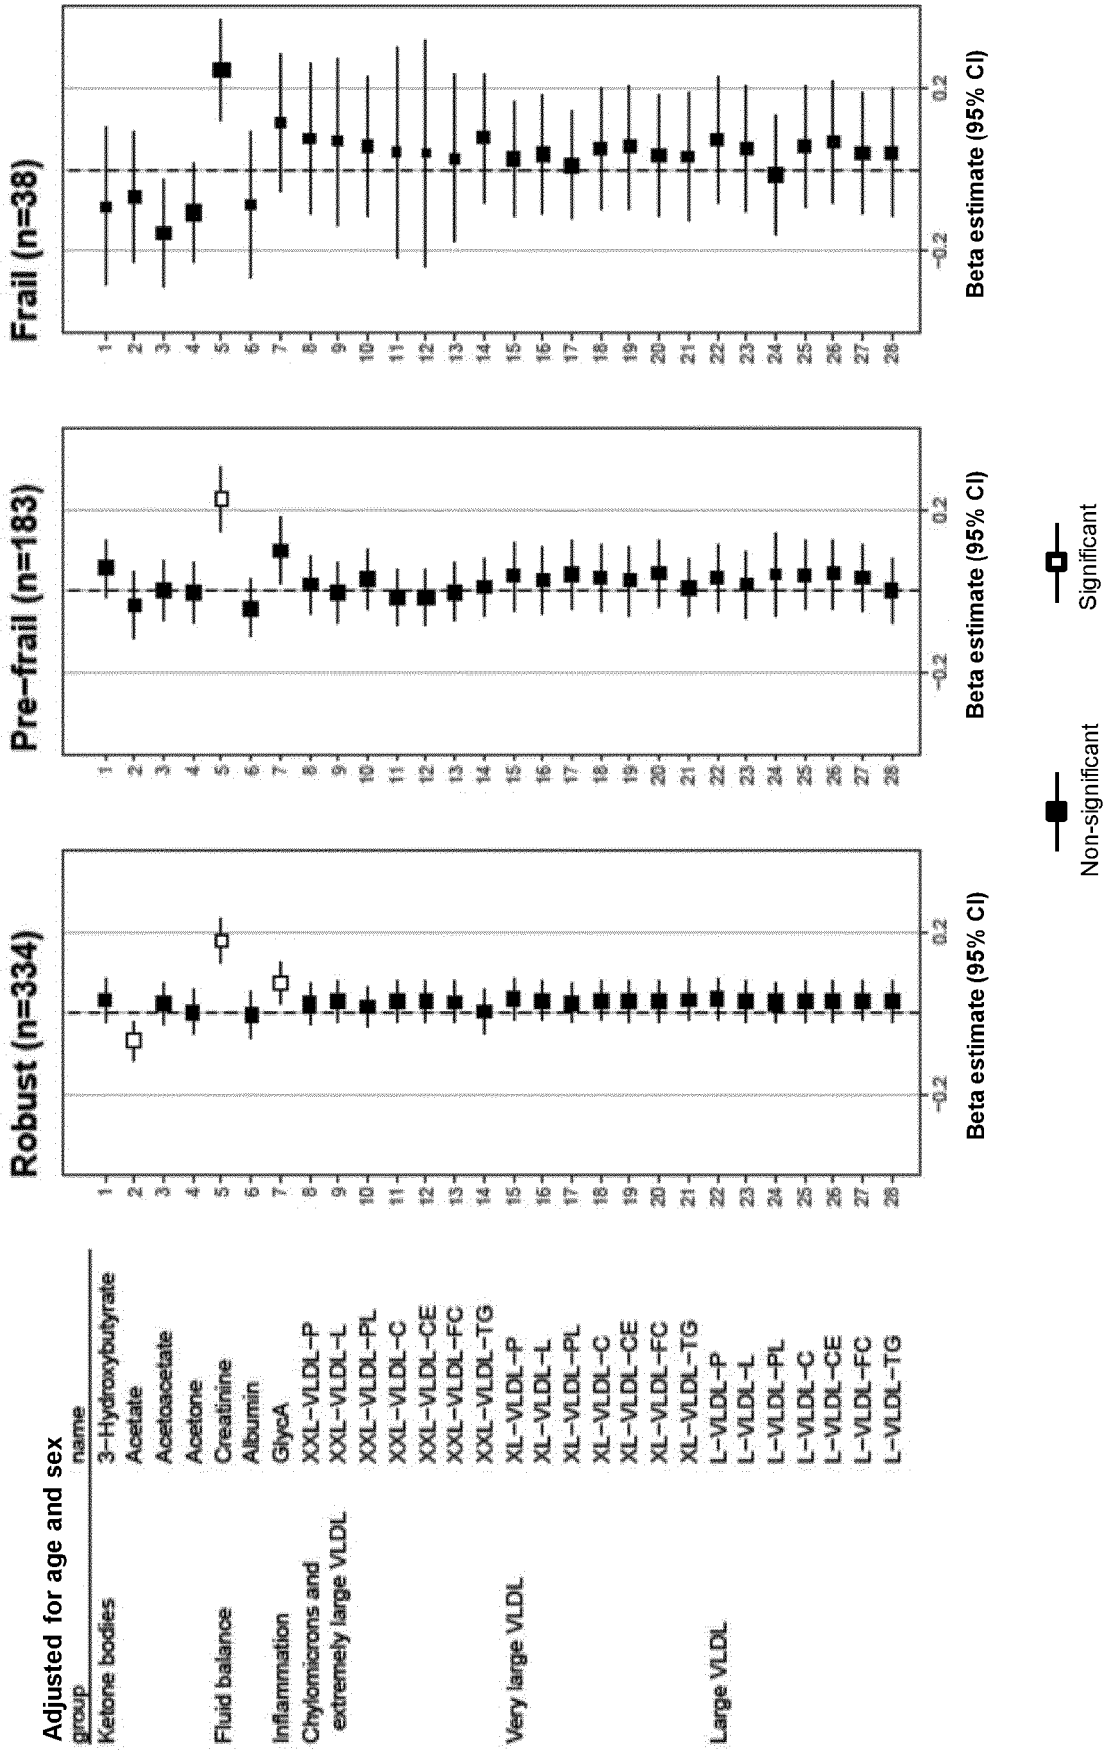 Adjusted for age and sex
group name
Ketone bodies 3-Hydroxybutyrate
Acetate
Acetoacetate
Acetone
Fluid balance Creatinine
Albumin
Inflammation GlycA
Chylomicrons and XXL-VLDL-P
extremely large VLDL XXL-VLDL-L
XXL-VLDL-PL
XXL-VLDL-C
XXL-VLDL-CE
XXL-VLDL-FC
XXL-VLDL-TG
Very large VLDL XL-VLDL-P
XL-VLDL-L
XL-VLDL-PL
XL-VLDL-C
XL-VLDL-CE
XL-VLDL-FC
XL-VLDL-TG
Large VLDL L-VLDL-P
L-VLDL-L
L-VLDL-PL
L-VLDL-C
L-VLDL-CE
L-VLDL-FC
L-VLDL-TG
Robust (n=334)
1
2
3
4
5
6
7
8
9
10
11
12
13
14
15
16
17
18
19
20
21
22
23
24
25
26
27
28
-0.2 0.2
Beta estimate (95% CI)
Pre-frail (n=183)
1
2
3
4
5
6
7
8
9
10
11
12
13
14
15
16
17
18
19
20
21
22
23
24
25
26
27
28
-0.2 0.2
Beta estimate (95% CI)
Frail (n=38)
1
2
3
4
5
6
7
8
9
10
11
12
13
14
15
16
17
18
19
20
21
22
23
24
25
26
27
28
-0.2 0.2
Beta estimate (95% CI)
Non-significant
Significant